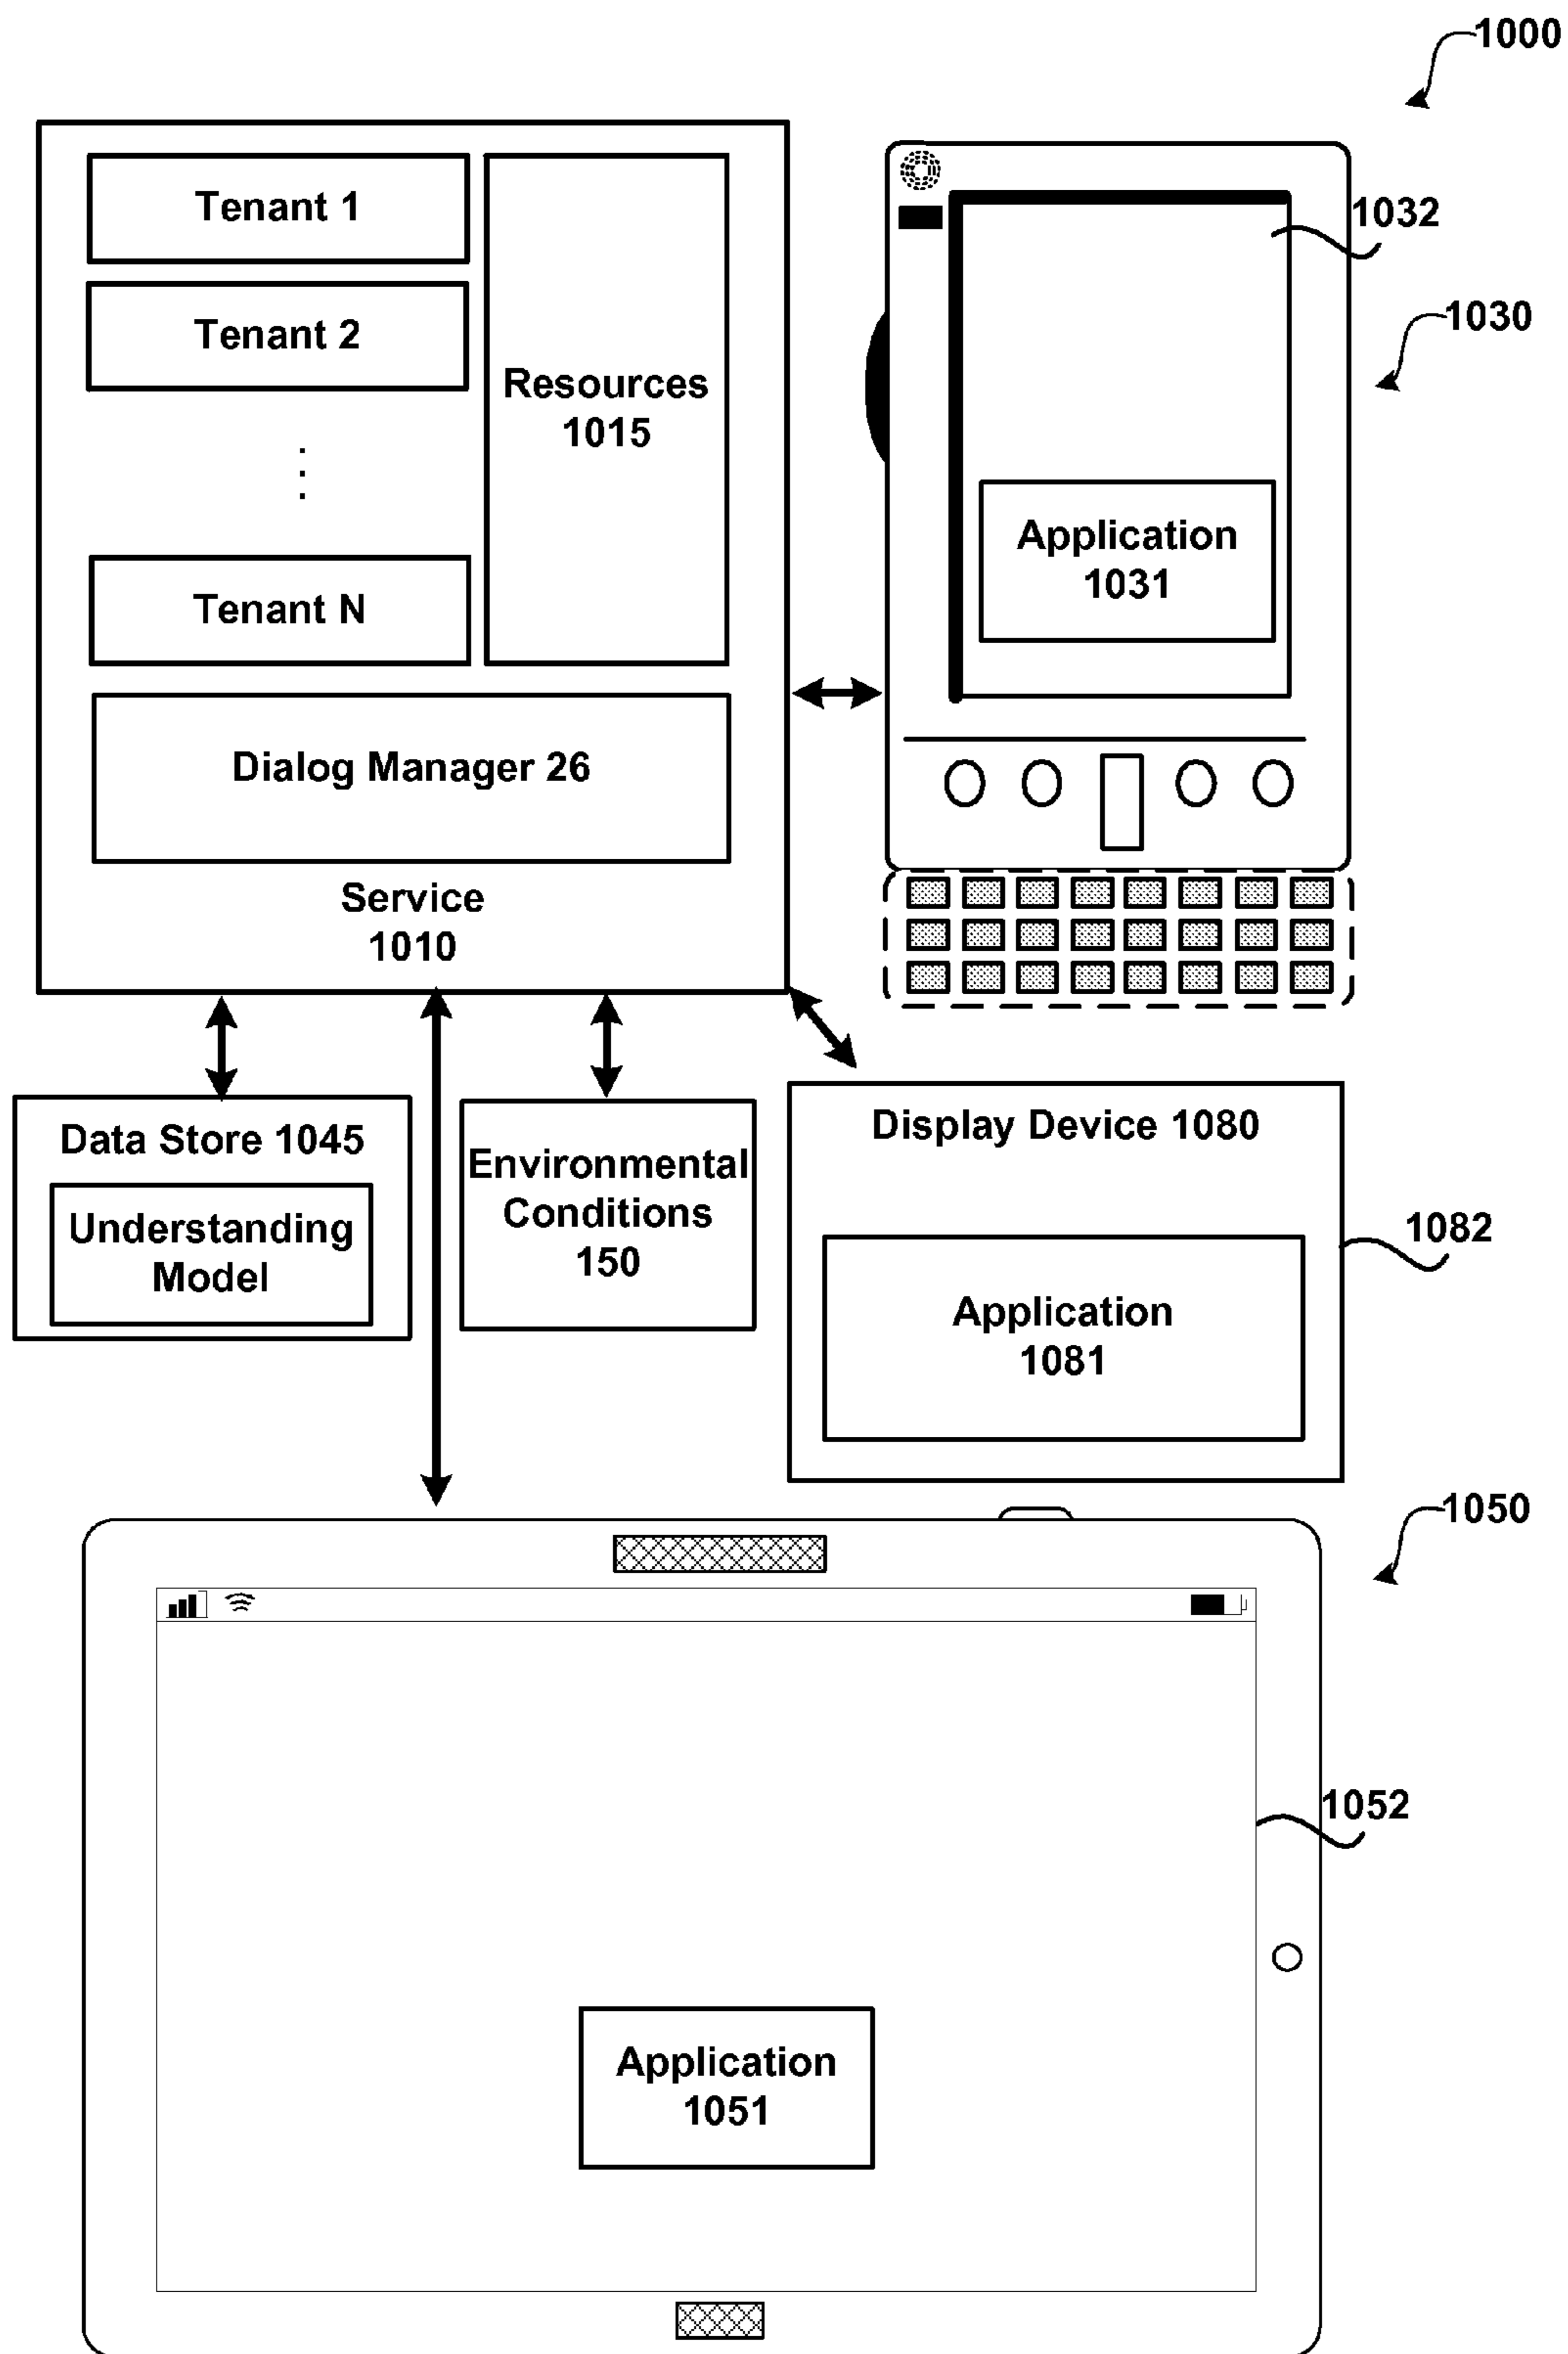 1000
Tenant 1
Tenant 2
Tenant N
Resources
1015
Dialog Manager 26
Service
1010
1032
1030
Application
1031
Data Store 1045
Understanding
Model
Environmental
Conditions
150
Display Device 1080
1082
Application
1081
1050
1052
Application
1051